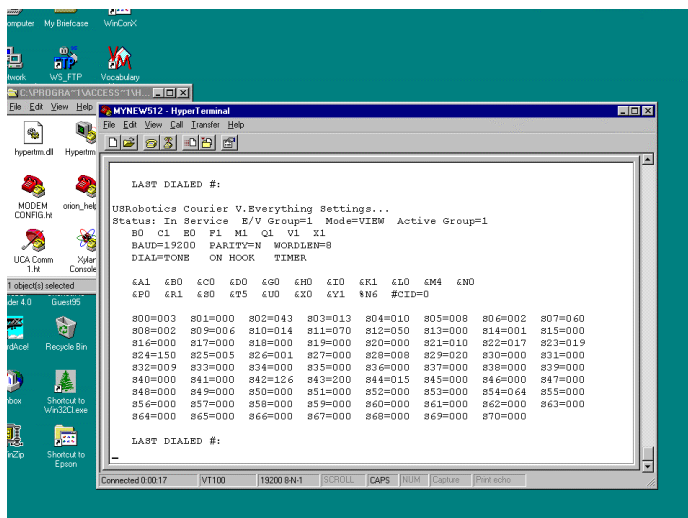 omputer My Briefcase WinComX
twork WS_FTP Vocabulary
C:\PROGRA~1\ACCESS~1\H...
File Edit View Help
hypertrm.dll Hypertrm
MODEM CONFIG.ht orion_help
UCA Comm 1.ht Xylan Console
1 object(s) selected
der 4.0 Guest95
rdAce! Recycle Bin
nbox Shortcut to Win32Cl.exe
inZip Shortcut to Epson
MYNEW512 - HyperTerminal
File Edit View Call Transfer Help
LAST DIALED #:
USRobotics Courier V.Everything Settings...
Status: In Service E/V Group=1 Mode=VIEW Active Group=1
B0 C1 E0 F1 M1 Q1 V1 X1
BAUD=19200 PARITY=N WORDLEN=8
DIAL=TONE ON HOOK TIMER
&A1 &B0 &C0 &D0 &G0 &H0 &I0 &K1 &L0 &M4 &N0
&P0 &R1 &S0 &T5 &U0 &X0 &Y1 %N6 #CID=0
S00=003 S01=000 S02=043 S03=013 S04=010 S05=008 S06=002 S07=060
S08=002 S09=006 S10=014 S11=070 S12=050 S13=000 S14=001 S15=000
S16=000 S17=000 S18=000 S19=000 S20=000 S21=010 S22=017 S23=019
S24=150 S25=005 S26=001 S27=000 S28=008 S29=020 S30=000 S31=000
S32=009 S33=000 S34=000 S35=000 S36=000 S37=000 S38=000 S39=000
S40=000 S41=000 S42=126 S43=200 S44=015 S45=000 S46=000 S47=000
S48=000 S49=000 S50=000 S51=000 S52=000 S53=000 S54=064 S55=000
S56=000 S57=000 S58=000 S59=000 S60=000 S61=000 S62=000 S63=000
S64=000 S65=000 S66=000 S67=000 S68=000 S69=000 S70=000
LAST DIALED #:
Connected 0:00:17 VT100 19200 8-N-1 SCROLL CAPS NUM Capture Print echo